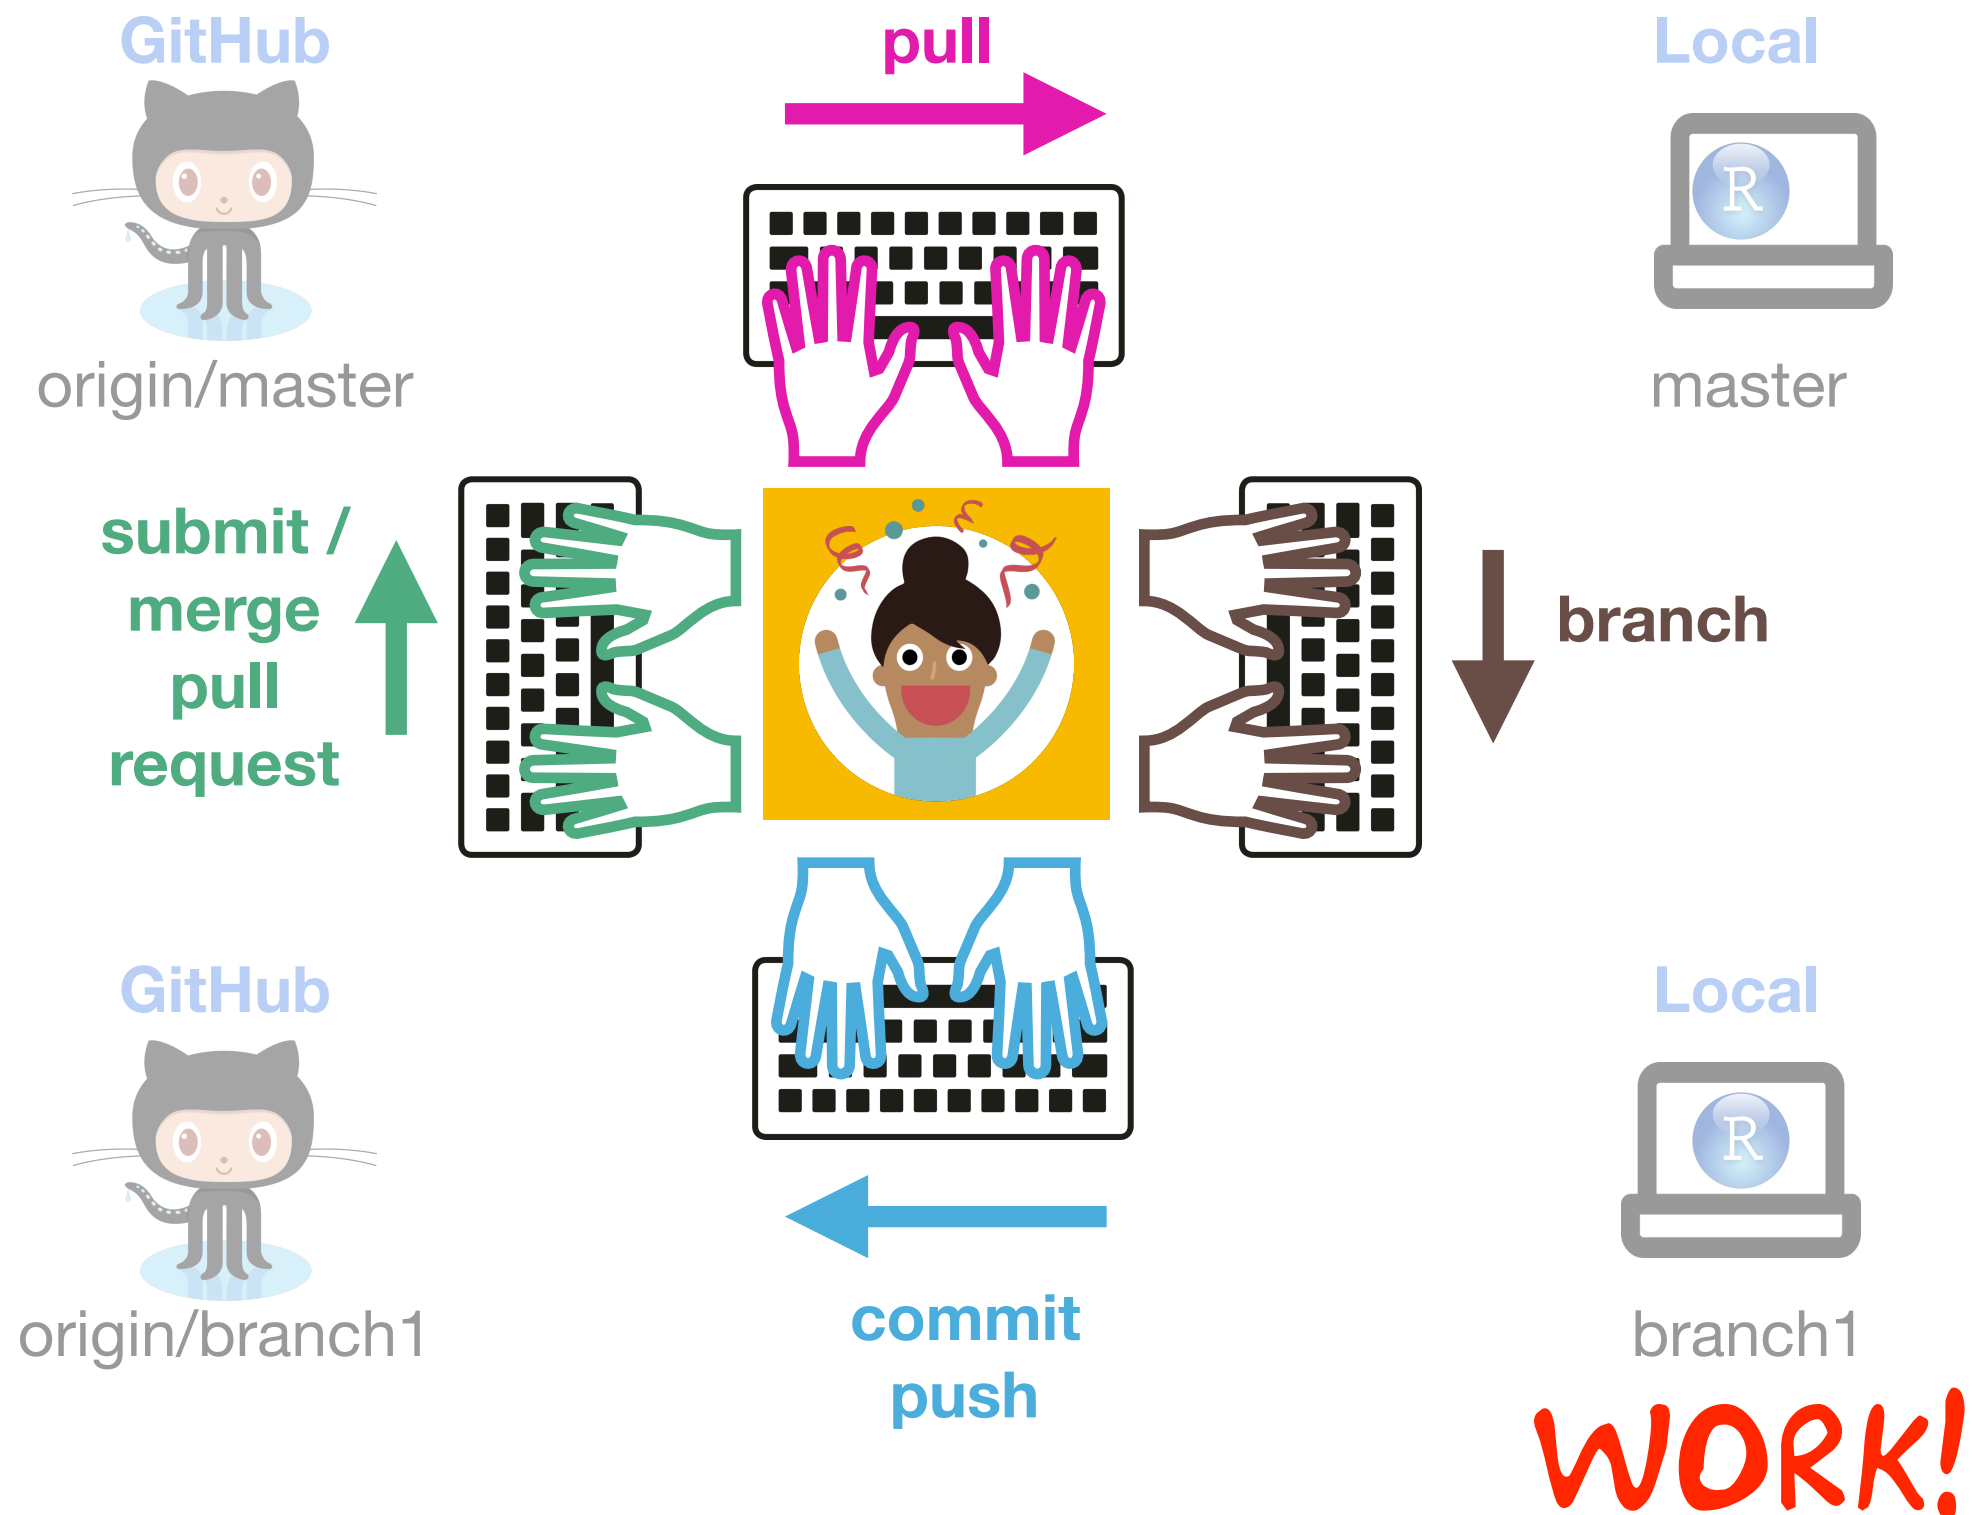 GitHub
pull
Local
R
origin/master
master
submit /
merge
pull
request
branch
GitHub
Local
R
origin/branch1
commit
push
branch1
WORK!